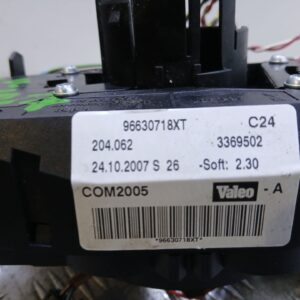 96630718XT C24
204.062 3369502
24.10.2007 S 26 -Soft: 2.30
COM2005 Valeo - A
*96630718XT*